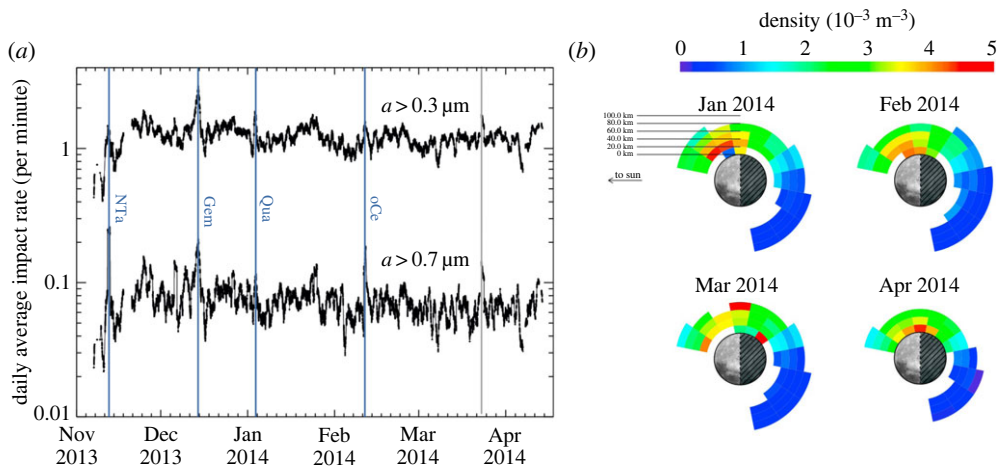 (a)
daily average impact rate (per minute)
1
0.1
0.01
a > 0.3 μm
a > 0.7 μm
NTa
Gem
Qua
oCe
Nov
2013
Dec
2013
Jan
2014
Feb
2014
Mar
2014
Apr
2014
(b)
density (10⁻³ m⁻³)
0 1 2 3 4 5
Jan 2014
Feb 2014
100.0 km
80.0 km
60.0 km
40.0 km
20.0 km
0 km
to sun
Mar 2014
Apr 2014